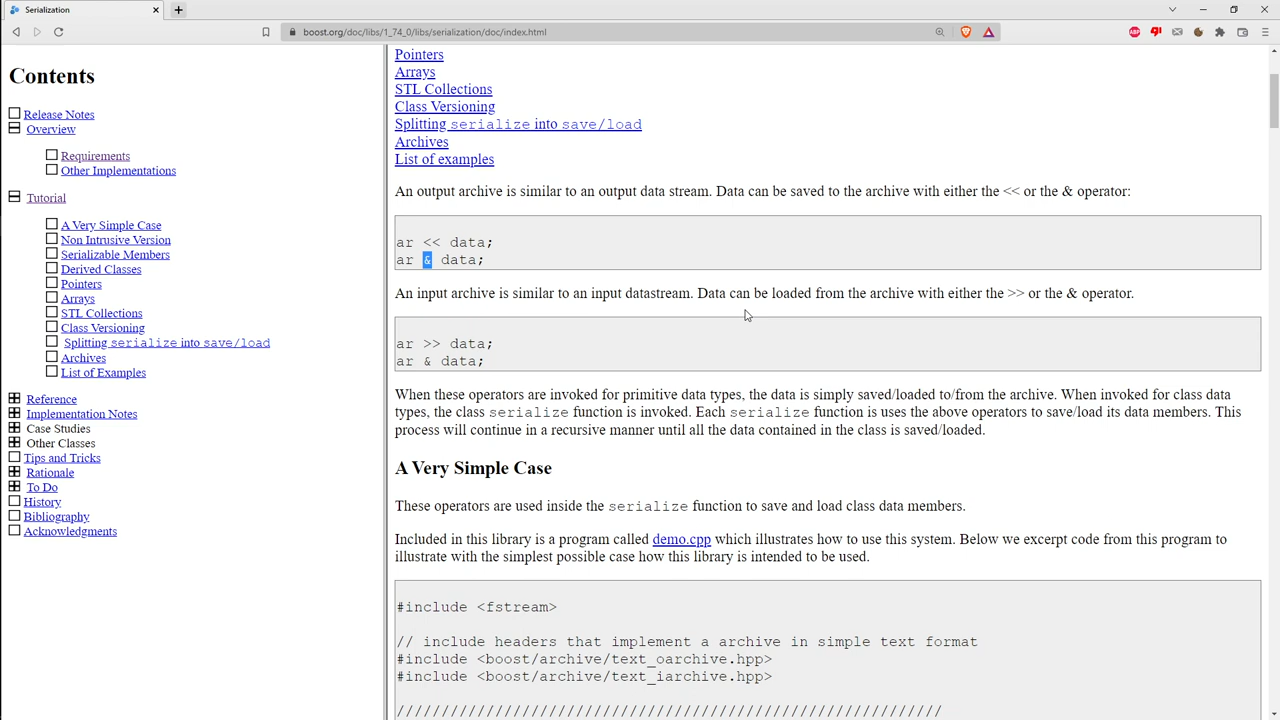 Serialization
boost.org/doc/libs/1_74_0/libs/serialization/doc/index.html
Contents
Release Notes
Overview
Requirements
Other Implementations
Tutorial
A Very Simple Case
Non Intrusive Version
Serializable Members
Derived Classes
Pointers
Arrays
STL Collections
Class Versioning
Splitting serialize into save/load
Archives
List of Examples
Reference
Implementation Notes
Case Studies
Other Classes
Tips and Tricks
Rationale
To Do
History
Bibliography
Acknowledgments
Pointers
Arrays
STL Collections
Class Versioning
Splitting serialize into save/load
Archives
List of examples
An output archive is similar to an output data stream. Data can be saved to the archive with either the << or the & operator:
ar << data;
ar & data;
An input archive is similar to an input datastream. Data can be loaded from the archive with either the >> or the & operator.
ar >> data;
ar & data;
When these operators are invoked for primitive data types, the data is simply saved/loaded to/from the archive. When invoked for class data
types, the class serialize function is invoked. Each serialize function is uses the above operators to save/load its data members. This
process will continue in a recursive manner until all the data contained in the class is saved/loaded.
A Very Simple Case
These operators are used inside the serialize function to save and load class data members.
Included in this library is a program called demo.cpp which illustrates how to use this system. Below we excerpt code from this program to
illustrate with the simplest possible case how this library is intended to be used.
#include <fstream>
// include headers that implement a archive in simple text format
#include <boost/archive/text_oarchive.hpp>
#include <boost/archive/text_iarchive.hpp>
/////////////////////////////////////////////////////////////